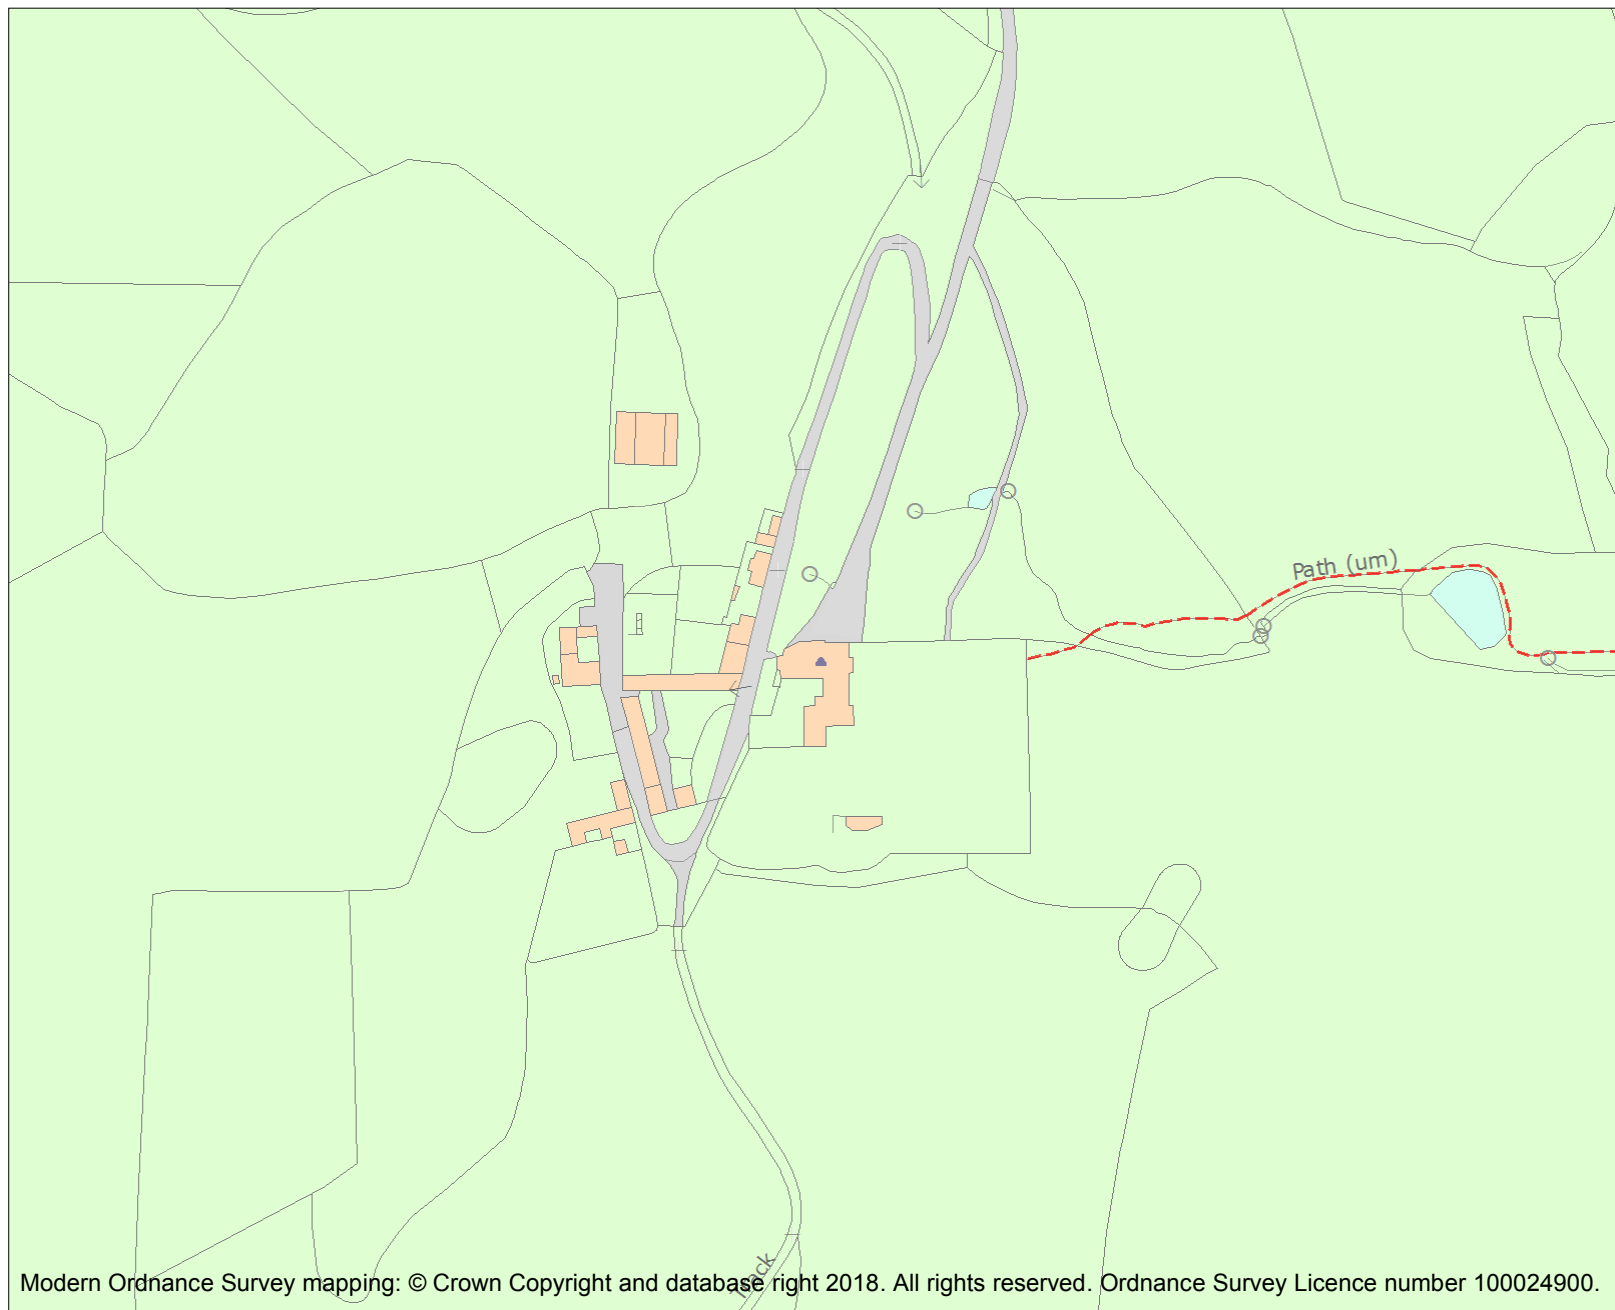 Path (um)
Track
Modern Ordnance Survey mapping: © Crown Copyright and database right 2018. All rights reserved. Ordnance Survey Licence number 100024900.